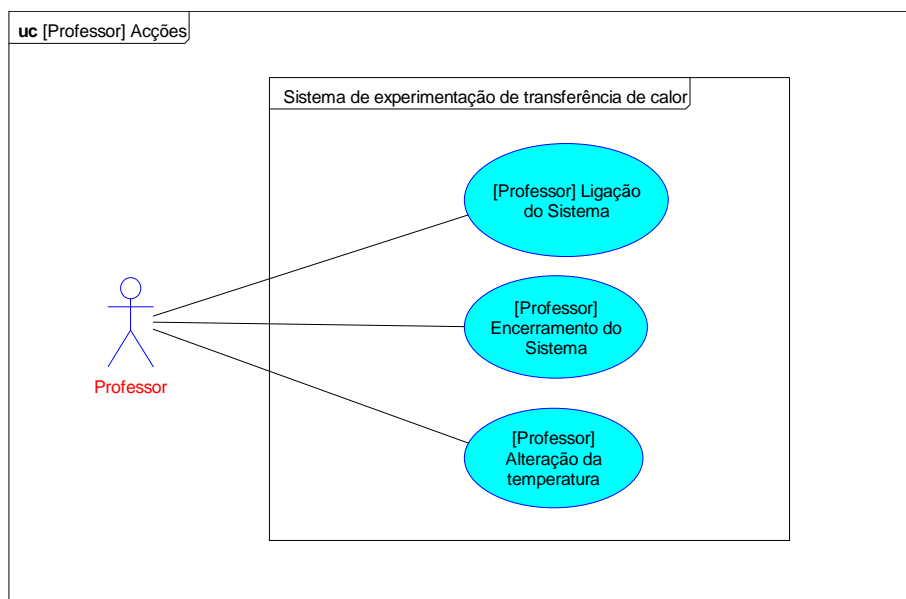 uc [Professor] Acções
Sistema de experimentação de transferência de calor
[Professor] Ligação
do Sistema
[Professor]
Encerramento do
Sistema
Professor
[Professor]
Alteração da
temperatura